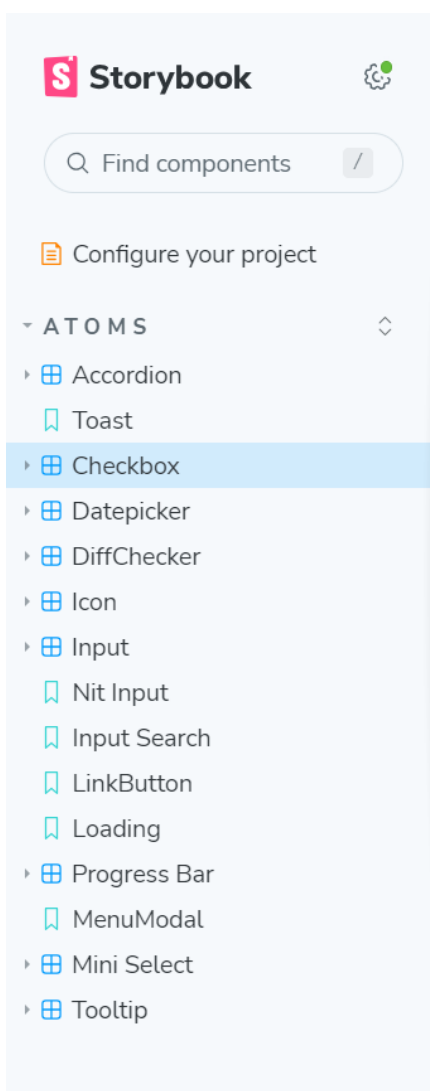 Storybook
Find components /
Configure your project
ATOMS
Accordion
Toast
Checkbox
Datepicker
DiffChecker
Icon
Input
Nit Input
Input Search
LinkButton
Loading
Progress Bar
MenuModal
Mini Select
Tooltip